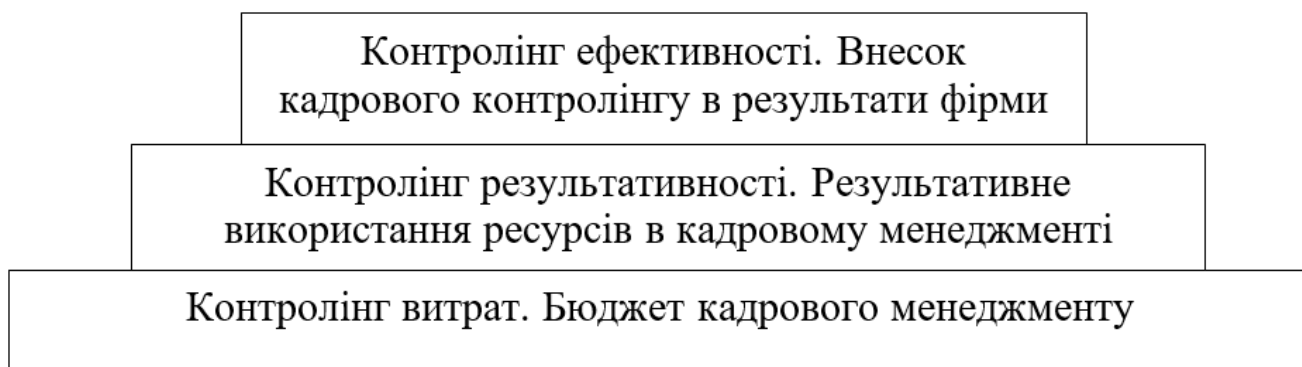 Контролінг ефективності. Внесок
кадрового контролінгу в результати фірми
Контролінг результативності. Результативне
використання ресурсів в кадровому менеджменті
Контролінг витрат. Бюджет кадрового менеджменту